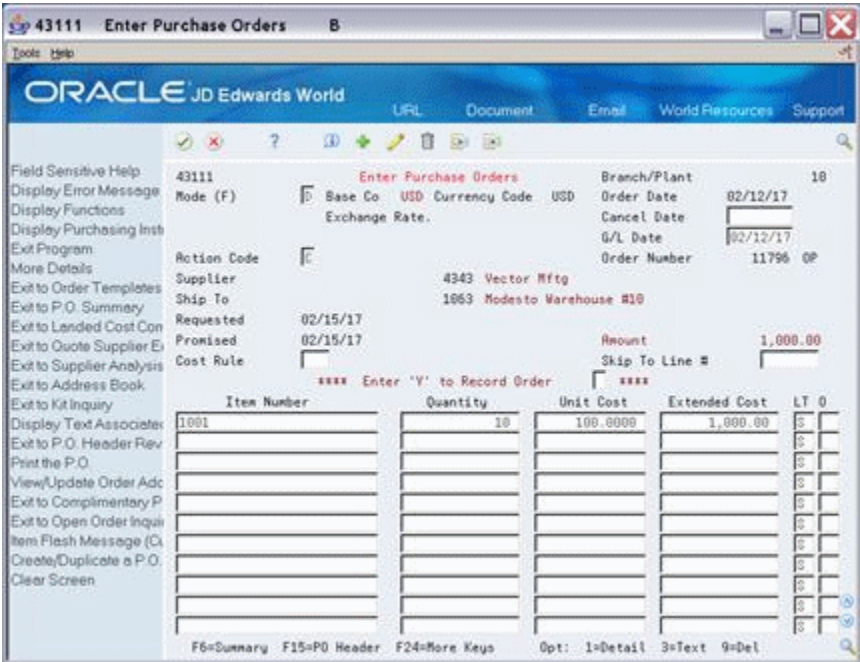 43111 Enter Purchase Orders B
Tools Help
ORACLE JD Edwards World
URL Document Email World Resources Support
?
Field Sensitive Help
Display Error Message
Display Functions
Display Purchasing Inst
Exit Program
More Details
Exit to Order Templates
Exit to P.O. Summary
Exit to Landed Cost Con
Exit to Quote Supplier E
Exit to Supplier Analysis
Exit to Address Book
Exit to Kit Inquiry
Display Text Associated
Exit to P.O. Header Rev
Print the P.O.
View/Update Order Add
Exit to Complimentary P
Exit to Open Order Inqui
Item Flash Message (Cu
Create/Duplicate a P.O.
Clear Screen
43111 Enter Purchase Orders Branch/Plant 10
Mode (F) D Base Co USD Currency Code USD Order Date 02/12/17
Exchange Rate. Cancel Date
G/L Date 02/12/17
Action Code C Order Number 11796 OP
Supplier 4343 Vector Mftg
Ship To 1063 Modesto Warehouse #10
Requested 02/15/17
Promised 02/15/17 Amount 1,000.00
Cost Rule Skip To Line #
**** Enter 'Y' to Record Order ****
Item Number Quantity Unit Cost Extended Cost LT O
1001 10 100.0000 1,000.00 S
S
S
S
S
S
S
S
S
S
S
F6=Summary F15=PO Header F24=More Keys Opt: 1=Detail 3=Text 9=Del